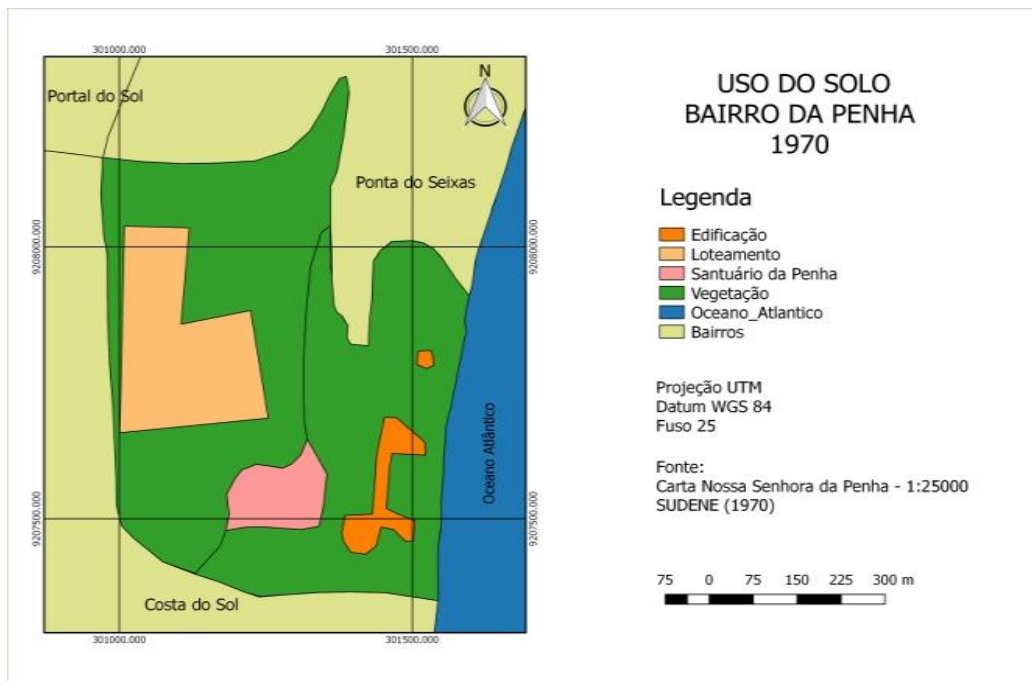 301000.000
301500.000
N
Portal do Sol
Ponta do Seixas
9208000.000
9208000.000
Oceano Atlântico
9207500.000
9207500.000
Costa do Sol
301000.000
301500.000
USO DO SOLO
BAIRRO DA PENHA
1970
Legenda
Edificação
Loteamento
Santuário da Penha
Vegetação
Oceano_Atlantico
Bairros
Projeção UTM
Datum WGS 84
Fuso 25
Fonte:
Carta Nossa Senhora da Penha - 1:25000
SUDENE (1970)
75 0 75 150 225 300 m